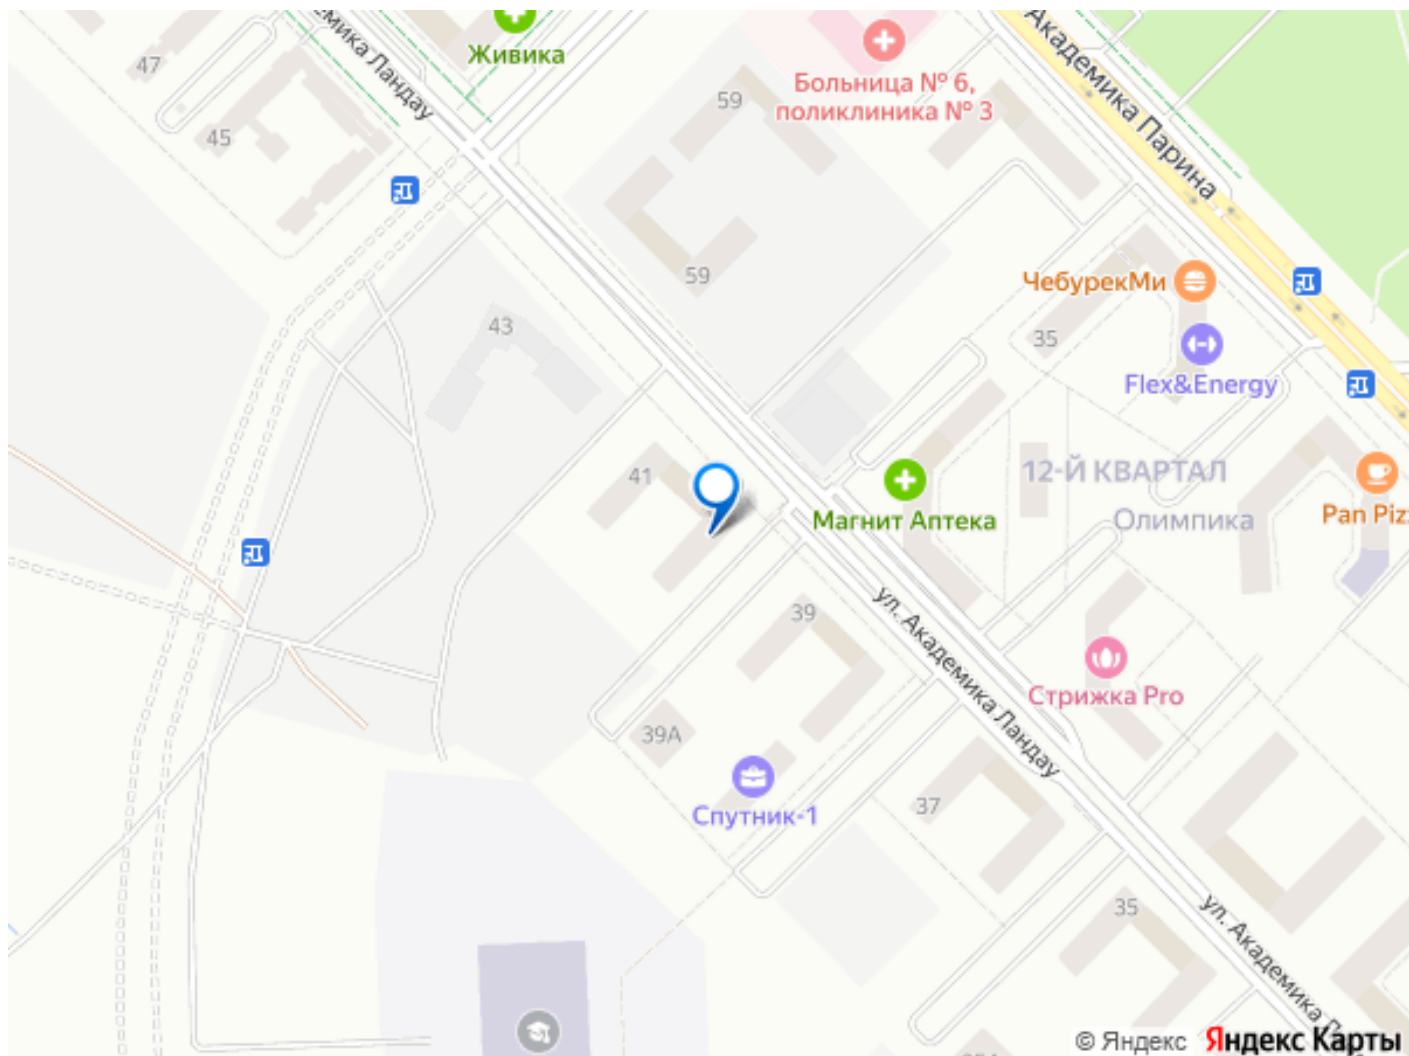 47
45
Живика
мика Ландау
59
59
Больница № 6,
поликлиника № 3
Академика Парина
ЧебурекМи
35
Flex&Energy
43
41
Магнит Аптека
12-Й КВАРТАЛ
Олимпика
Pan Piz
ул. Академика Ландау
39
39А
Стрижка Pro
Спутник-1
37
35
ул. Академика
© Яндекс Яндекс Карты